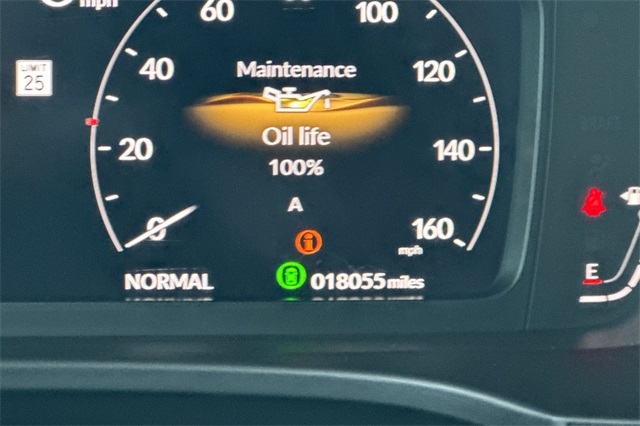 mph
60
80
100
LIMIT
25
40
Maintenance
120
Oil life
20
140
100%
A
0
160
mph
E
NORMAL
018055 miles